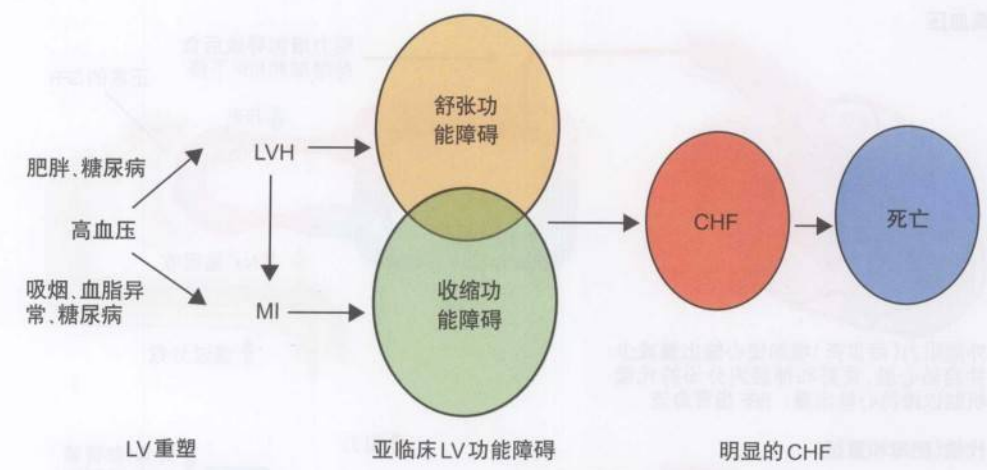 舒张功
能障碍
LVH
肥胖、糖尿病
高血压
CHF
死亡
吸烟、血脂异
常、糖尿病
MI
收缩功
能障碍
LV重塑
亚临床LV功能障碍
明显的CHF